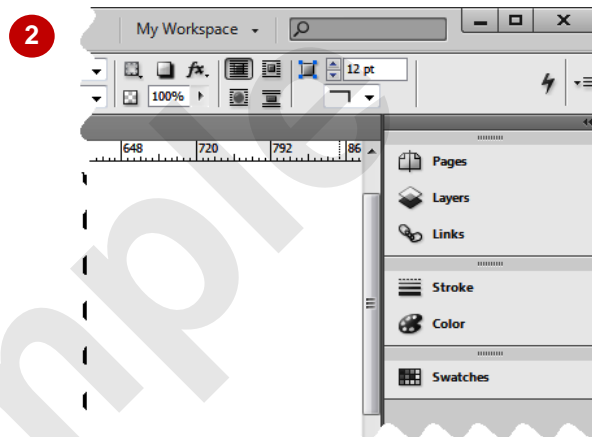 2
My Workspace
fx.
12 pt
100%
648 720 792 86
Pages
Layers
Links
Stroke
Color
Swatches